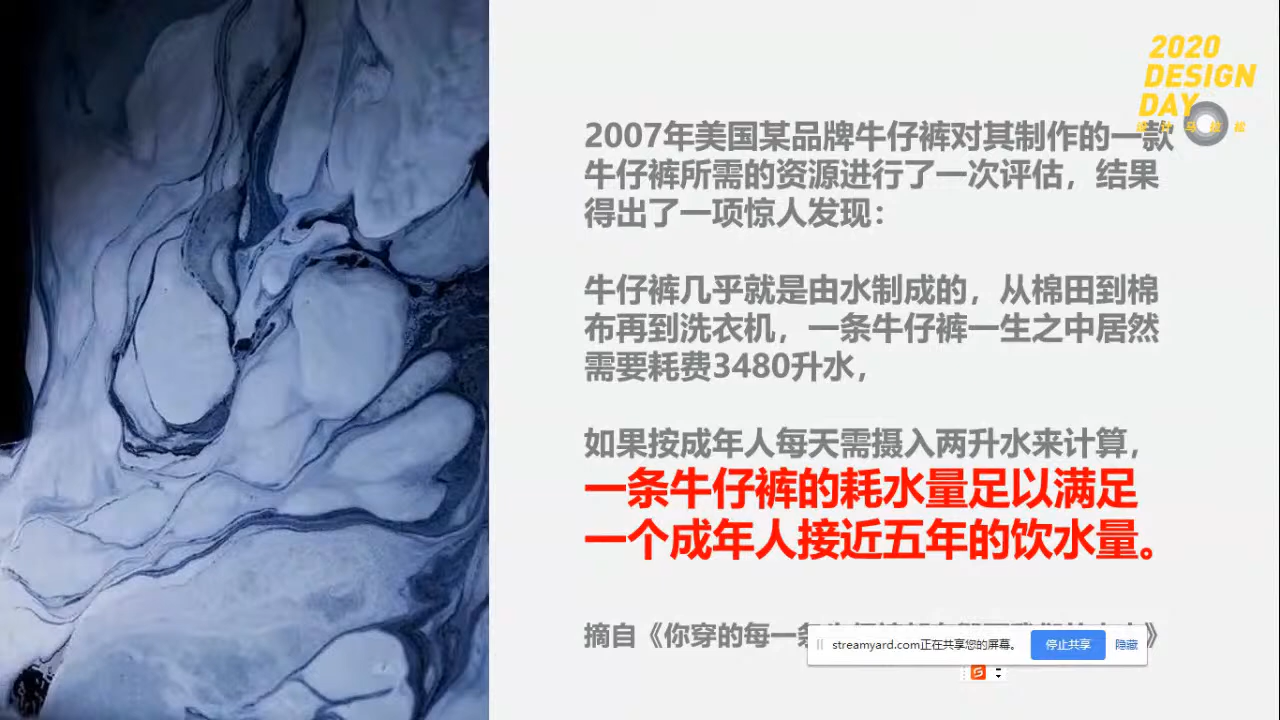 2020
DESIGN
DAY
2007年美国某品牌牛仔裤对其制作的一款
牛仔裤所需的资源进行了一次评估，结果
得出了一项惊人发现：
牛仔裤几乎就是由水制成的，从棉田到棉
布再到洗衣机，一条牛仔裤一生之中居然
需要耗费3480升水，
如果按成年人每天需摄入两升水来计算，
一条牛仔裤的耗水量足以满足
一个成年人接近五年的饮水量。
摘自《你穿的每一条
streamyard.com正在共享您的屏幕。
停止共享
隐藏